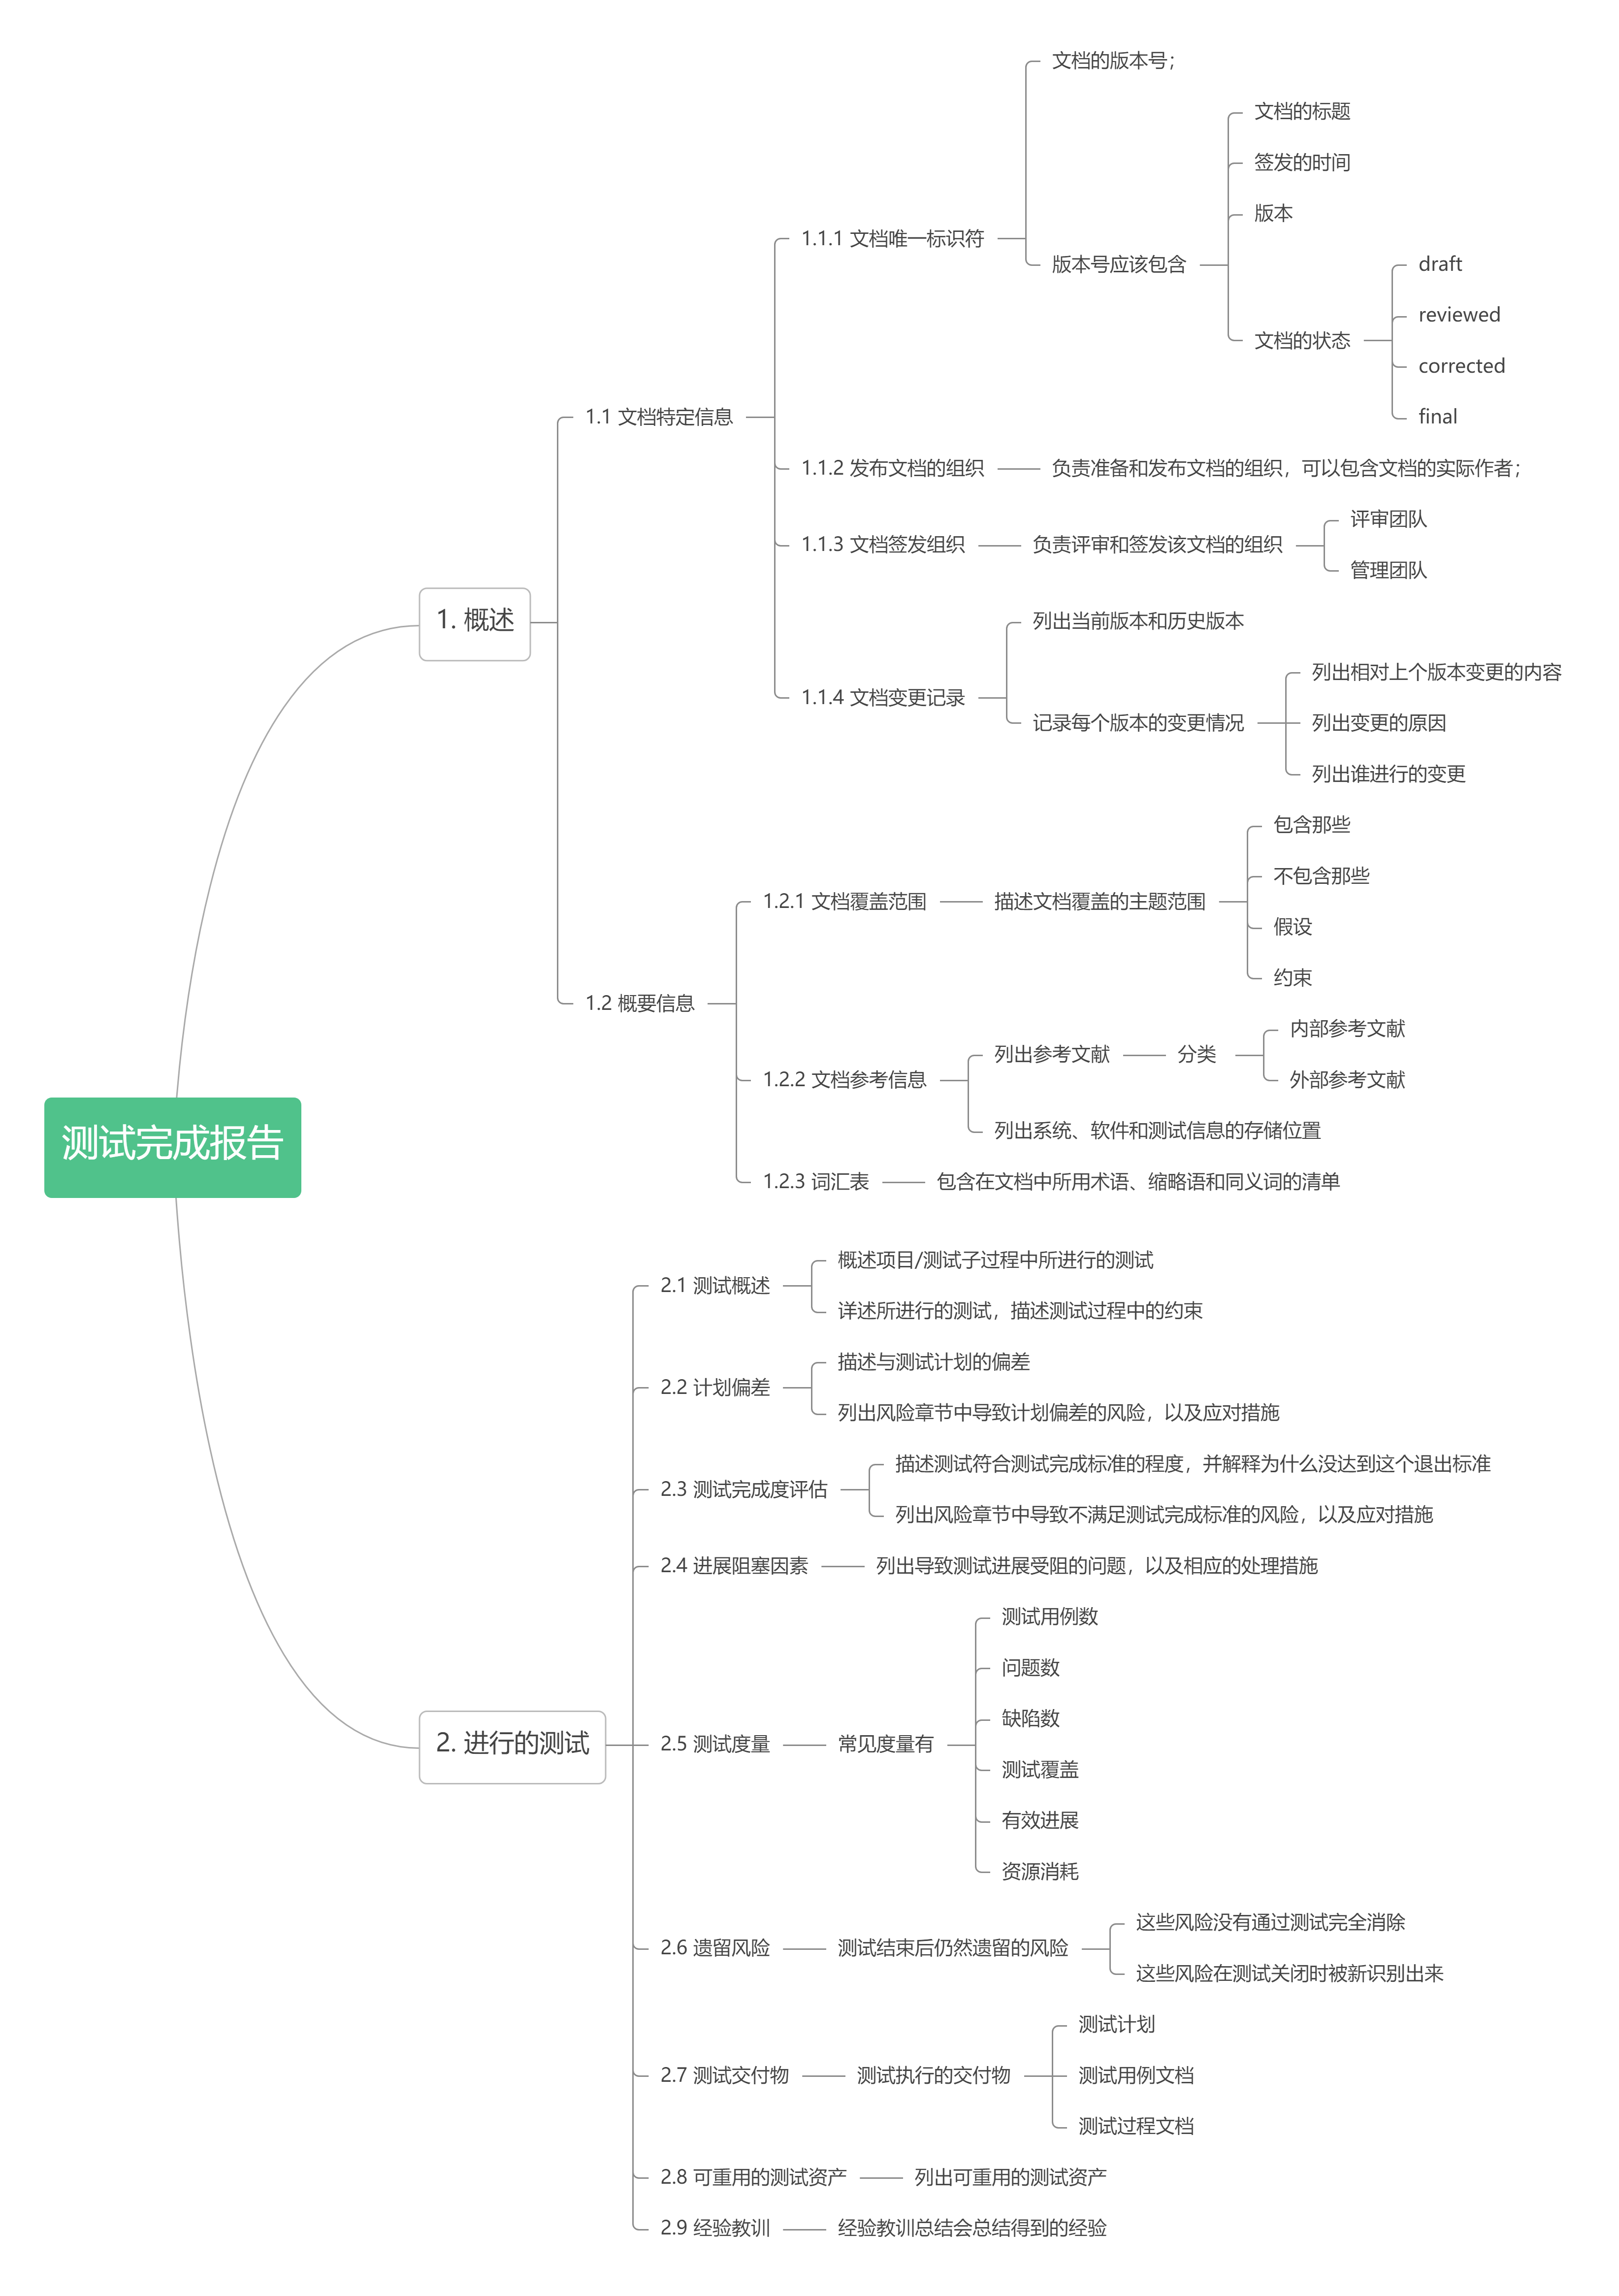 测试完成报告
1. 概述
1.1 文档特定信息
1.1.1 文档唯一标识符
文档的版本号；
版本号应该包含
文档的标题
签发的时间
版本
文档的状态
draft
reviewed
corrected
final
1.1.2 发布文档的组织
负责准备和发布文档的组织，可以包含文档的实际作者；
1.1.3 文档签发组织
负责评审和签发该文档的组织
评审团队
管理团队
1.1.4 文档变更记录
列出当前版本和历史版本
记录每个版本的变更情况
列出相对上个版本变更的内容
列出变更的原因
列出谁进行的变更
1.2 概要信息
1.2.1 文档覆盖范围
描述文档覆盖的主题范围
包含那些
不包含那些
假设
约束
1.2.2 文档参考信息
列出参考文献
分类
内部参考文献
外部参考文献
列出系统、软件和测试信息的存储位置
1.2.3 词汇表
包含在文档中所用术语、缩略语和同义词的清单
2. 进行的测试
2.1 测试概述
概述项目/测试子过程中所进行的测试
详述所进行的测试，描述测试过程中的约束
2.2 计划偏差
描述与测试计划的偏差
列出风险章节中导致计划偏差的风险，以及应对措施
2.3 测试完成度评估
描述测试符合测试完成标准的程度，并解释为什么没达到这个退出标准
列出风险章节中导致不满足测试完成标准的风险，以及应对措施
2.4 进展阻塞因素
列出导致测试进展受阻的问题，以及相应的处理措施
2.5 测试度量
常见度量有
测试用例数
问题数
缺陷数
测试覆盖
有效进展
资源消耗
2.6 遗留风险
测试结束后仍然遗留的风险
这些风险没有通过测试完全消除
这些风险在测试关闭时被新识别出来
2.7 测试交付物
测试执行的交付物
测试计划
测试用例文档
测试过程文档
2.8 可重用的测试资产
列出可重用的测试资产
2.9 经验教训
经验教训总结会总结得到的经验